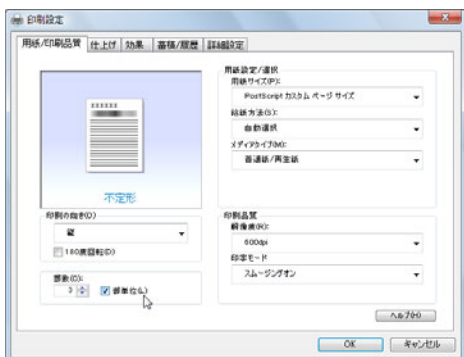 印刷設定
用紙/印刷品質 仕上げ 効果 蓄積/履歴 詳細設定
不定形
印刷の向き(O)
縦
180度回転(D)
部数(C):
3 部単位(L)
用紙設定/選択
用紙サイズ(P):
PostScript カスタム ページ サイズ
給紙方法(S):
自動選択
メディアタイプ(M):
普通紙/再生紙
印刷品質
解像度(R):
600dpi
印字モード
スムージングオン
ヘルプ(H)
OK キャンセル